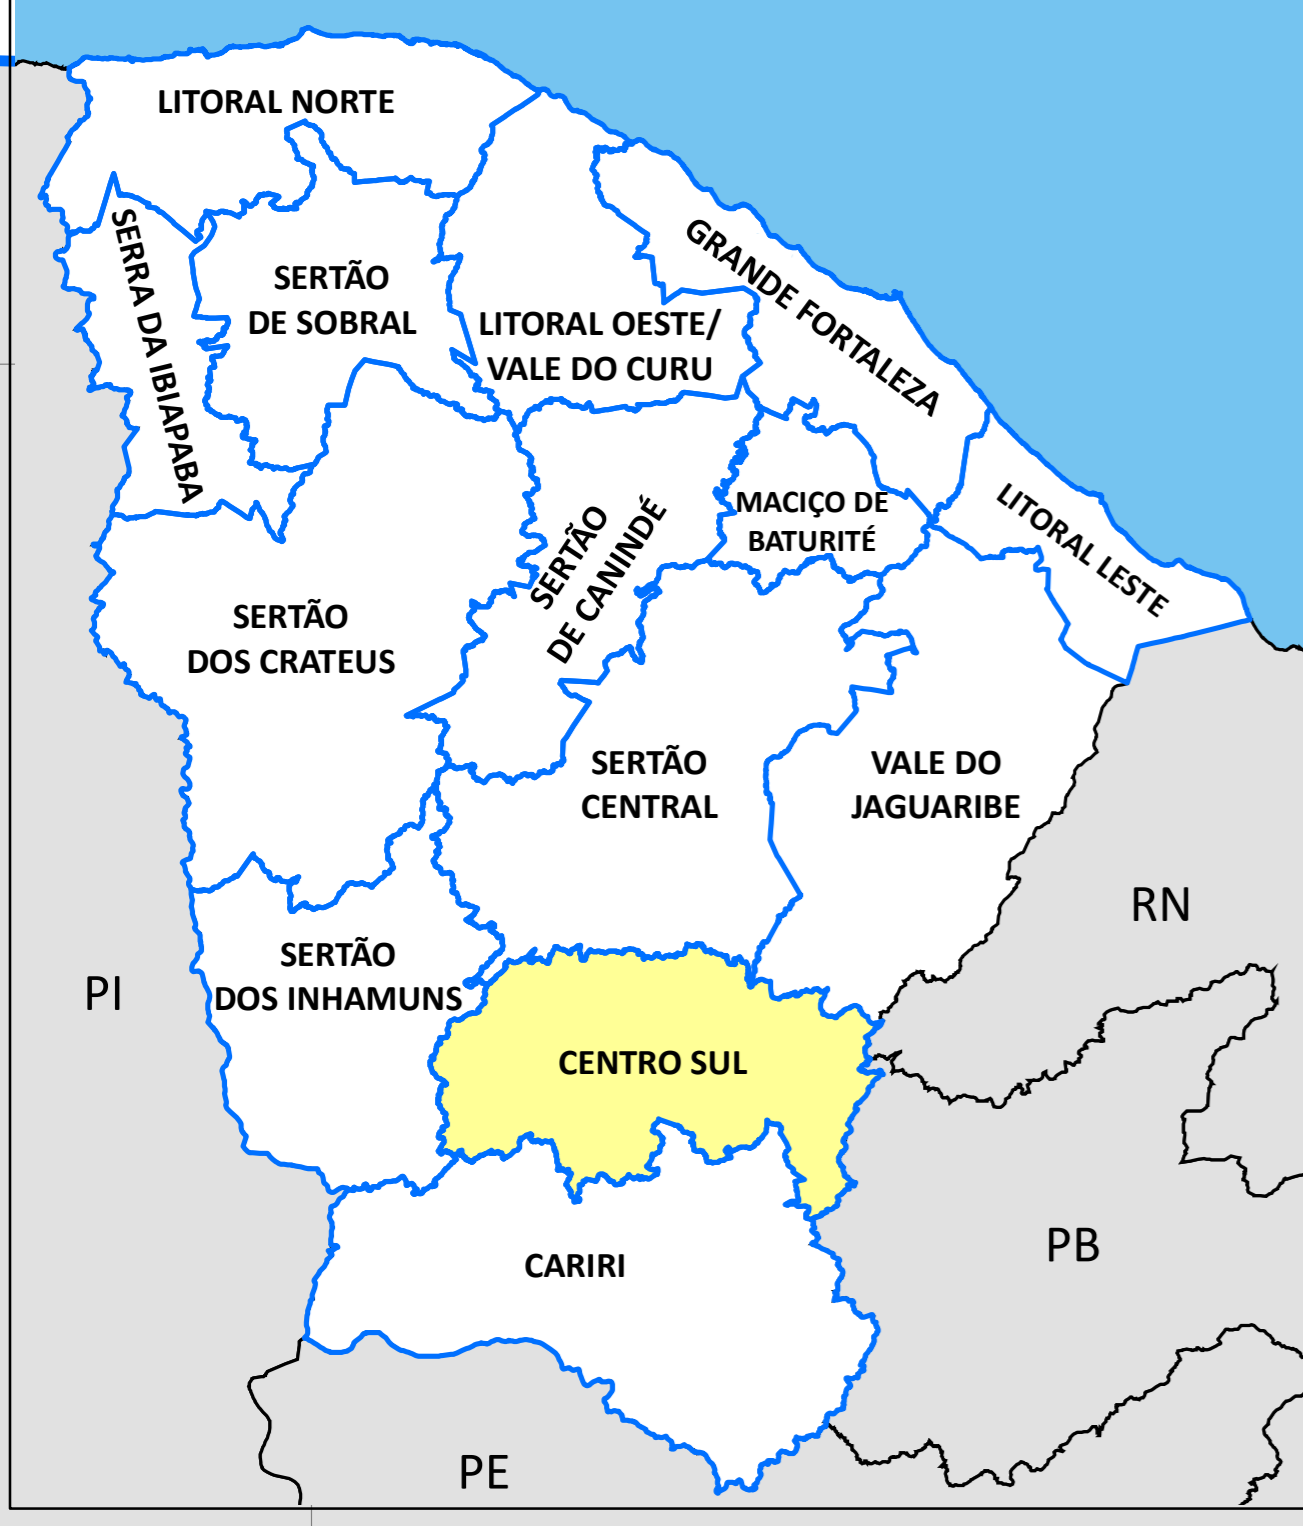 LITORAL NORTE
SERRA DA IBIAPABA
SERTÃO
DE SOBRAL
LITORAL OESTE/
VALE DO CURU
GRANDE FORTALEZA
MACIÇO DE
BATURITÉ
SERTÃO
DE CANINDÉ
LITORAL LESTE
SERTÃO
DOS CRATEUS
SERTÃO
CENTRAL
VALE DO
JAGUARIBE
RN
SERTÃO
DOS INHAMUNS
PI
CENTRO SUL
PB
CARIRI
PE